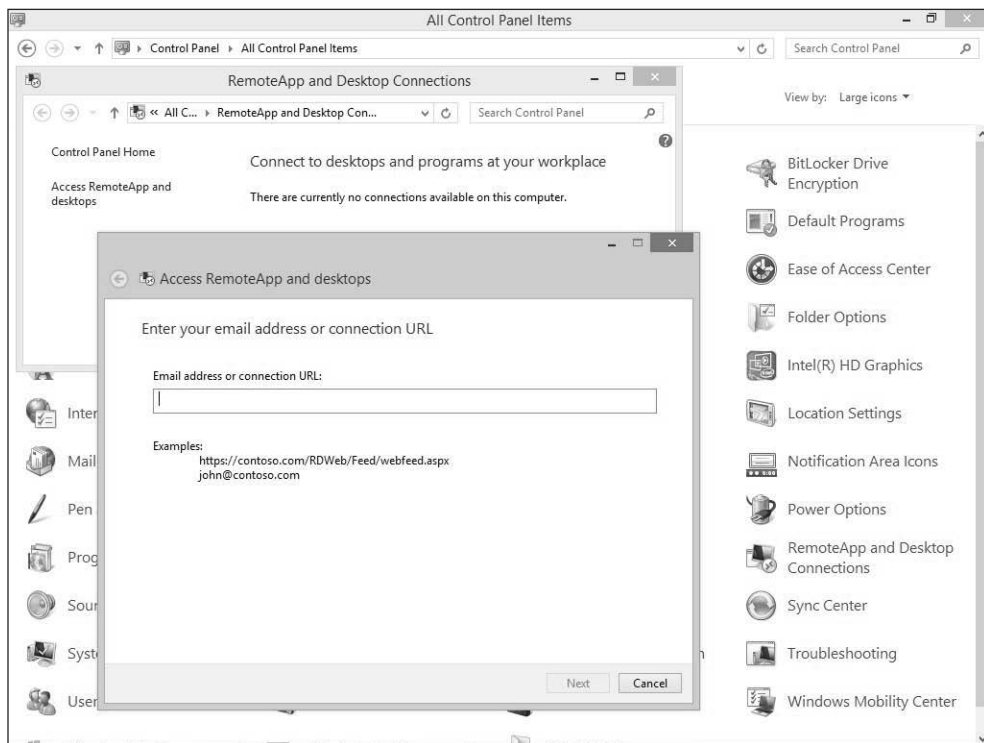 All Control Panel Items
Control Panel
All Control Panel Items
Search Control Panel
RemoteApp and Desktop Connections
View by: Large icons
« All C...
RemoteApp and Desktop Con...
Search Control Panel
Control Panel Home
Access RemoteApp and
desktops
Connect to desktops and programs at your workplace
There are currently no connections available on this computer.
Access RemoteApp and desktops
Enter your email address or connection URL
Email address or connection URL:
Examples:
https://contoso.com/RDWeb/Feed/webfeed.aspx
john@contoso.com
Next
Cancel
Inter
Mail
Pen
Prog
Soun
Syst
User
BitLocker Drive
Encryption
Default Programs
Ease of Access Center
Folder Options
Intel(R) HD Graphics
Location Settings
Notification Area Icons
Power Options
RemoteApp and Desktop
Connections
Sync Center
Troubleshooting
Windows Mobility Center